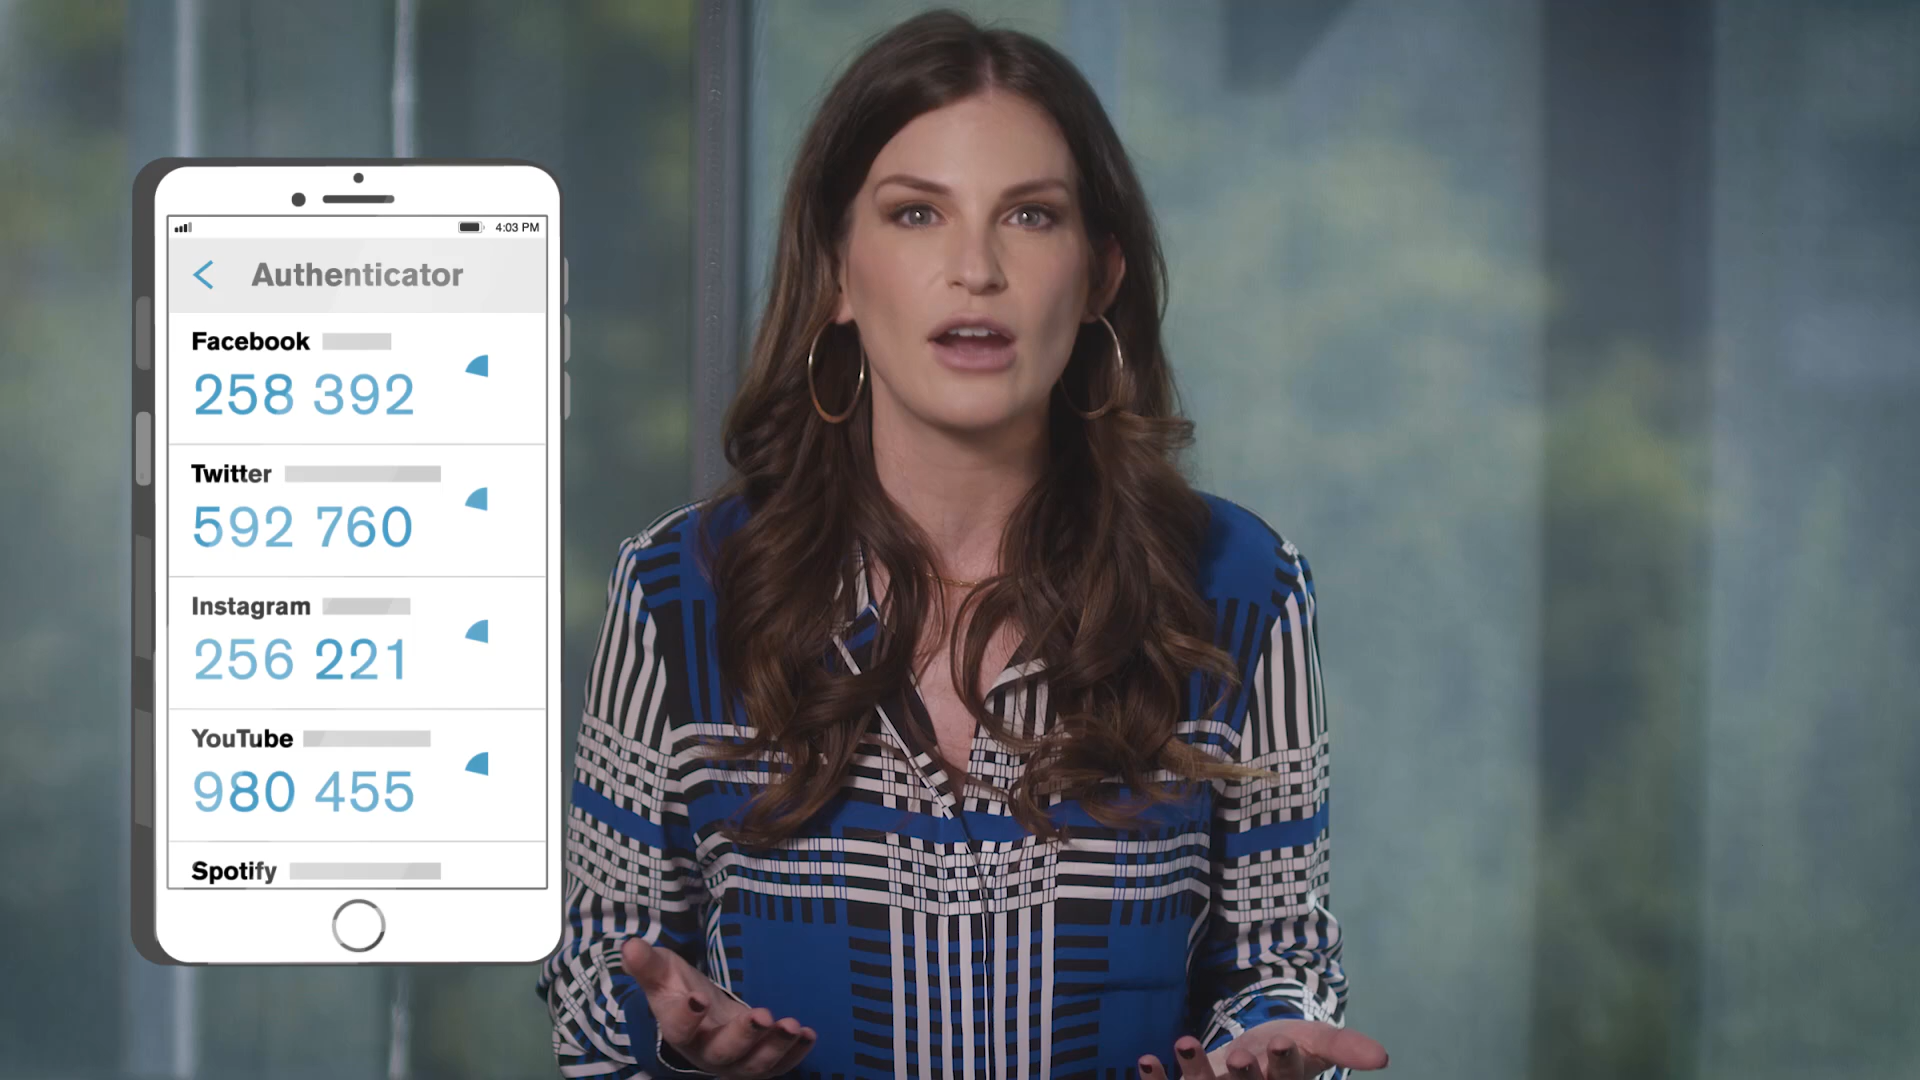 4:03 PM
Authenticator
Facebook
258 392
Twitter
592 760
Instagram
256 221
YouTube
980 455
Spotify